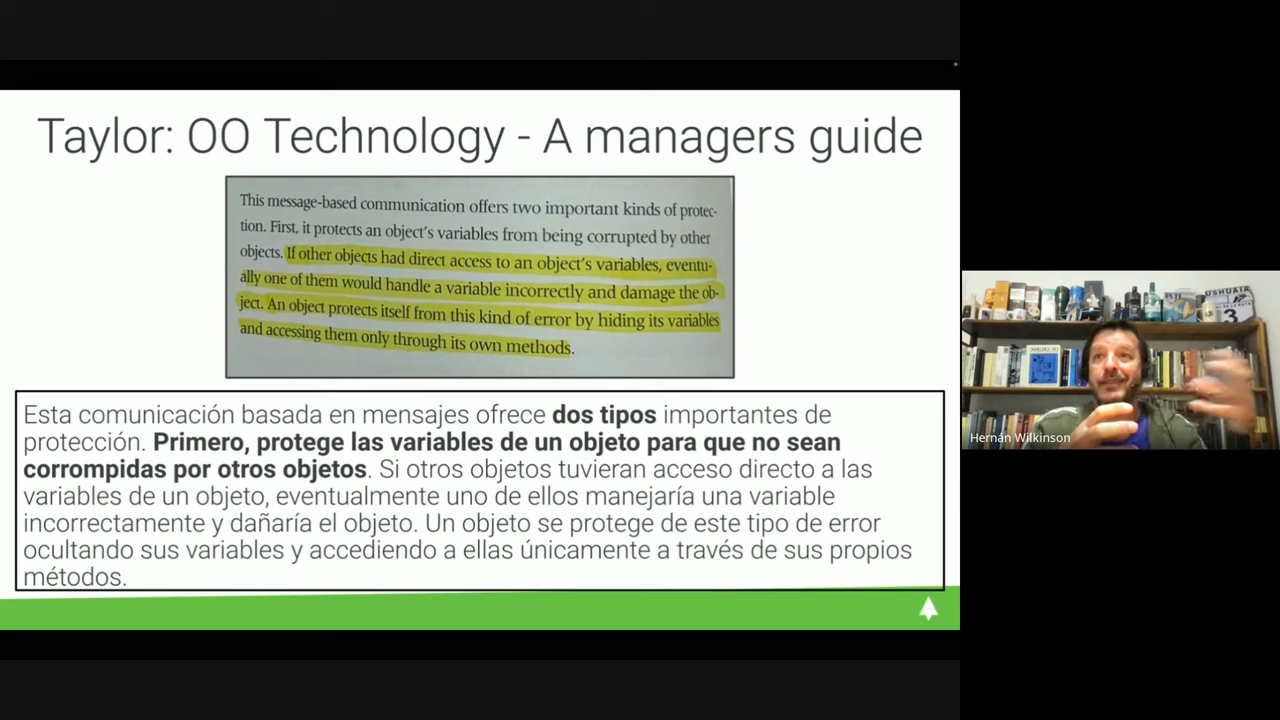 Taylor: OO Technology - A managers guide
This message-based communication offers two important kinds of protec-
tion. First, it protects an object's variables from being corrupted by other
objects. If other objects had direct access to an object's variables, eventu-
ally one of them would handle a variable incorrectly and damage the ob-
ject. An object protects itself from this kind of error by hiding its variables
and accessing them only through its own methods.
Esta comunicación basada en mensajes ofrece dos tipos importantes de
protección. Primero, protege las variables de un objeto para que no sean
corrompidas por otros objetos. Si otros objetos tuvieran acceso directo a las
variables de un objeto, eventualmente uno de ellos manejaría una variable
incorrectamente y dañaría el objeto. Un objeto se protege de este tipo de error
ocultando sus variables y accediendo a ellas únicamente a través de sus propios
métodos.
USHUAIA
3
Hernán Wilkinson